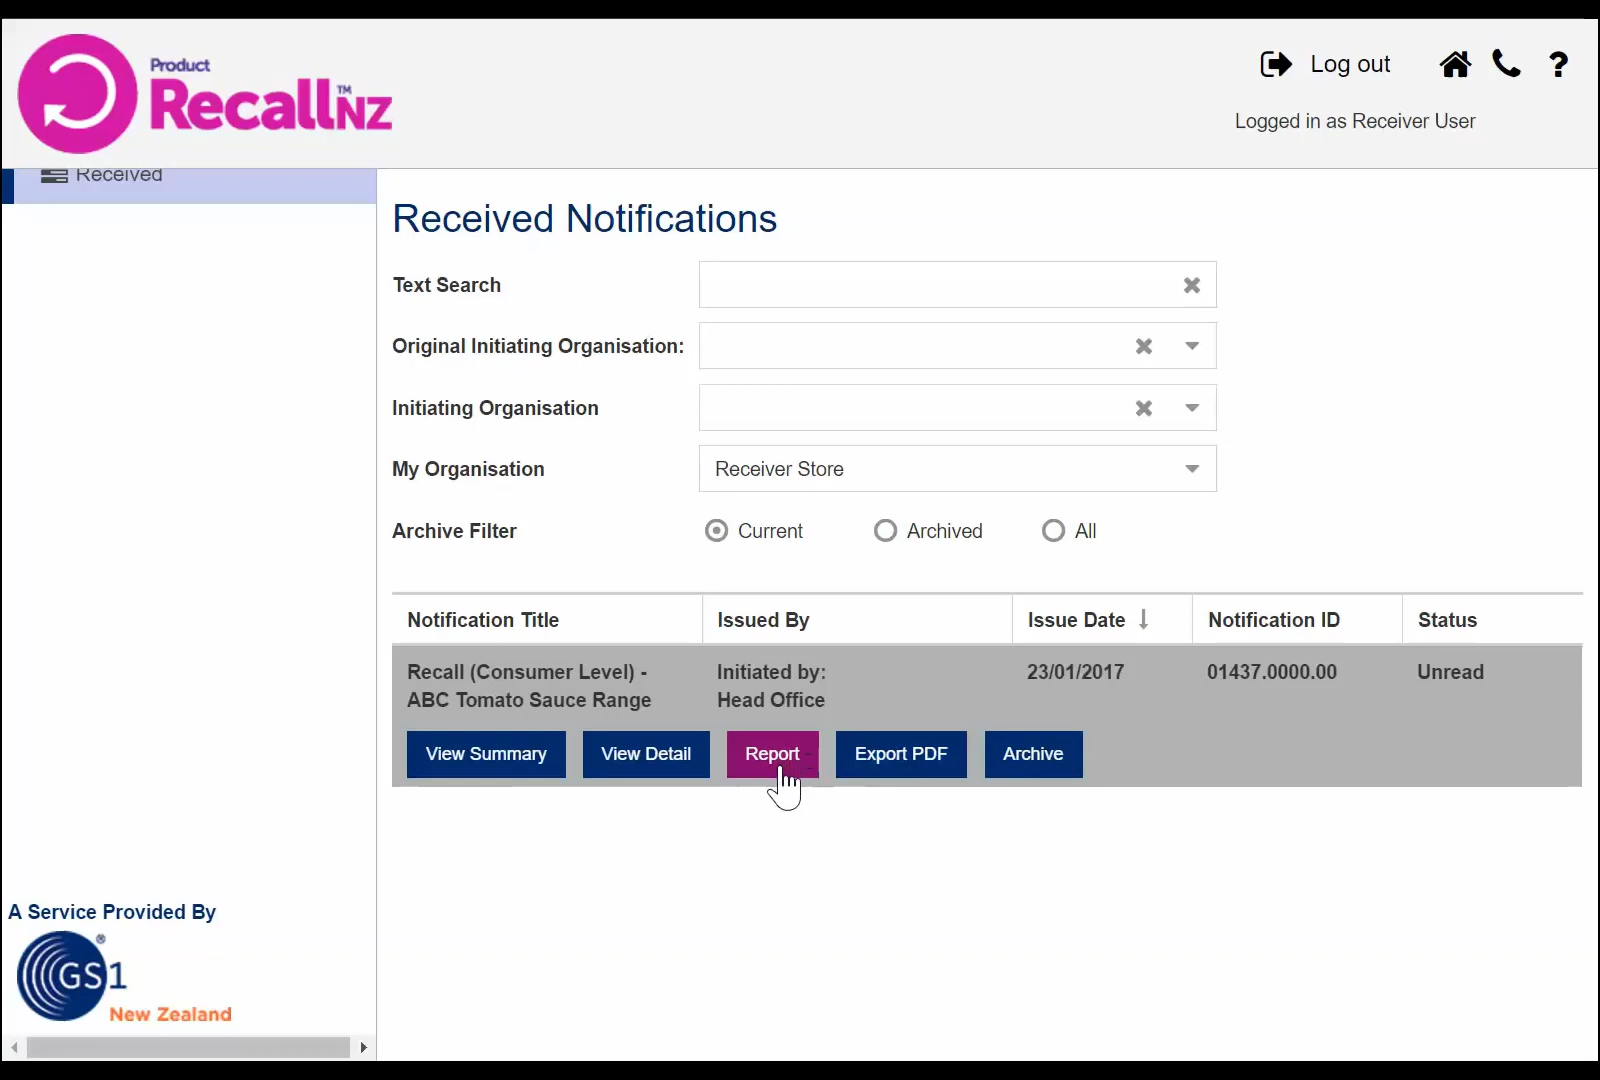 Product
RecallNZ™
Log out
?
Logged in as Receiver User
Received
Received Notifications
Text Search
Original Initiating Organisation:
Initiating Organisation
My Organisation
Receiver Store
Archive Filter
Current
Archived
All
Notification Title
Issued By
Issue Date
Notification ID
Status
Recall (Consumer Level) -
ABC Tomato Sauce Range
Initiated by:
Head Office
23/01/2017
01437.0000.00
Unread
View Summary
View Detail
Report
Export PDF
Archive
A Service Provided By
GS1®
New Zealand